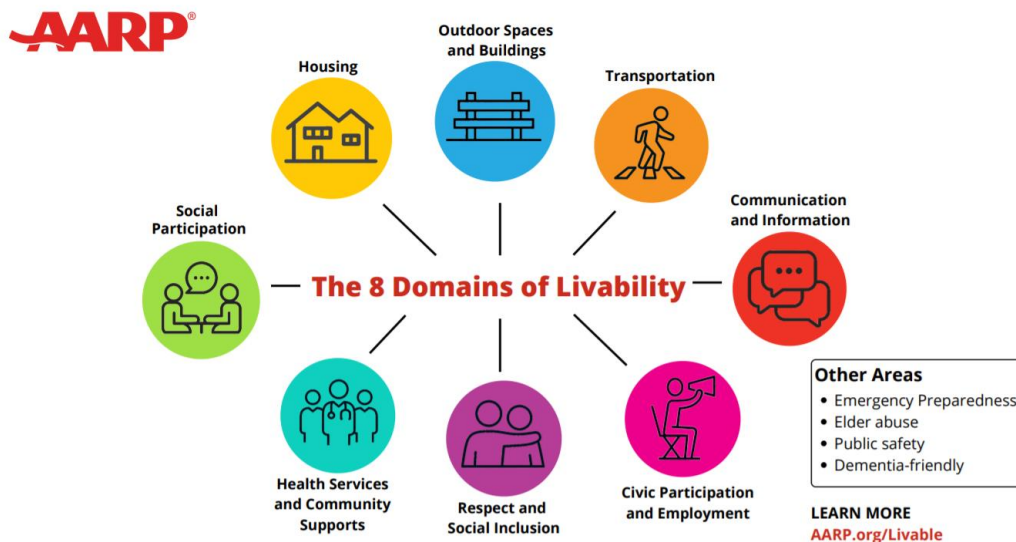 AARP®
Outdoor Spaces
and Buildings
Housing
Transportation
Social
Participation
Communication
and Information
The 8 Domains of Livability
Health Services
and Community
Supports
Respect and
Social Inclusion
Civic Participation
and Employment
Other Areas
• Emergency Preparedness
• Elder abuse
• Public safety
• Dementia-friendly
LEARN MORE
AARP.org/Livable